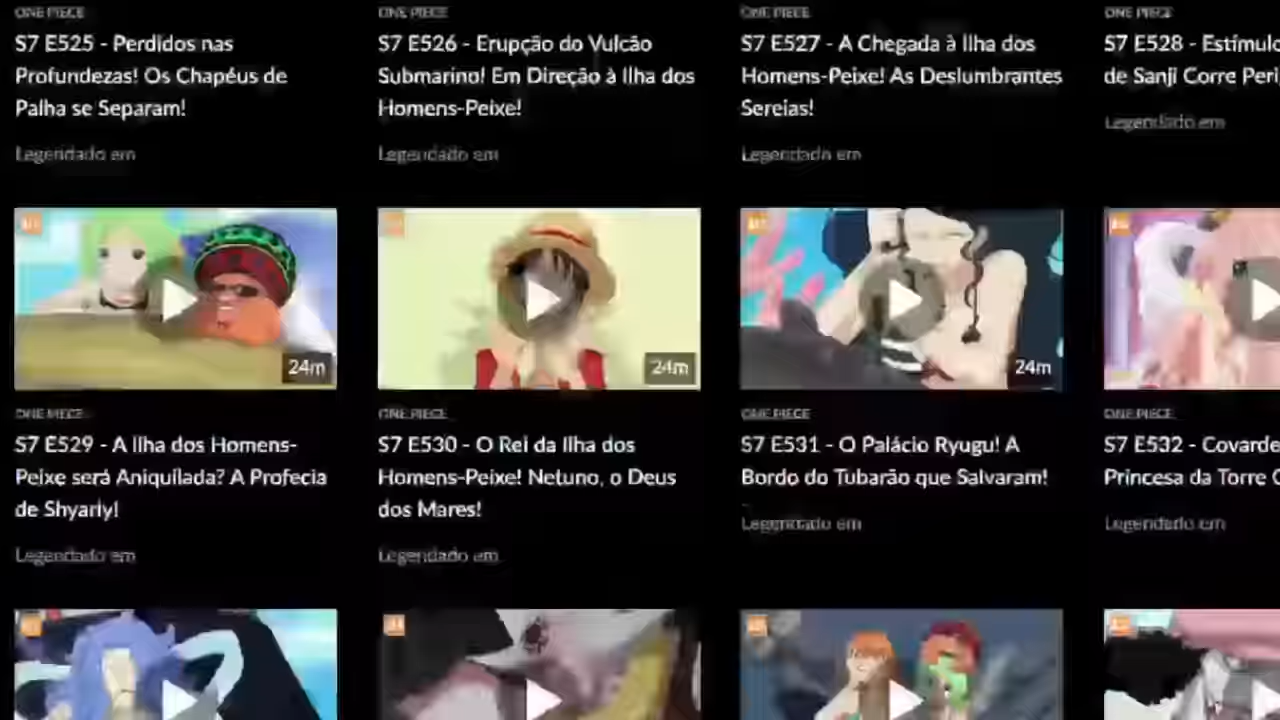 ONE PIECE
S7 E525 - Perdidos nas
Profundezas! Os Chapéus de
Palha se Separam!
Legendado em
ONE PIECE
S7 E526 - Erupção do Vulcão
Submarino! Em Direção à Ilha dos
Homens-Peixe!
Legendado em
ONE PIECE
S7 E527 - A Chegada à Ilha dos
Homens-Peixe! As Deslumbrantes
Sereias!
Legendado em
ONE PIECE
S7 E528 -
de Sanji Corre
Legendado em
24m
ONE PIECE
S7 E529 - A Ilha dos Homens-
Peixe será Aniquilada? A Profecia
de Shyarly!
Legendado em
24m
ONE PIECE
S7 E530 - O Rei da Ilha dos
Homens-Peixe! Netuno, o Deus
dos Mares!
Legendado em
24m
ONE PIECE
S7 E531 - O Palácio Ryugu! A
Bordo do Tubarão que Salvaram!
Legendado em
ONE PIECE
S7 E532 - Covarde
Princesa da Torre
Legendado em